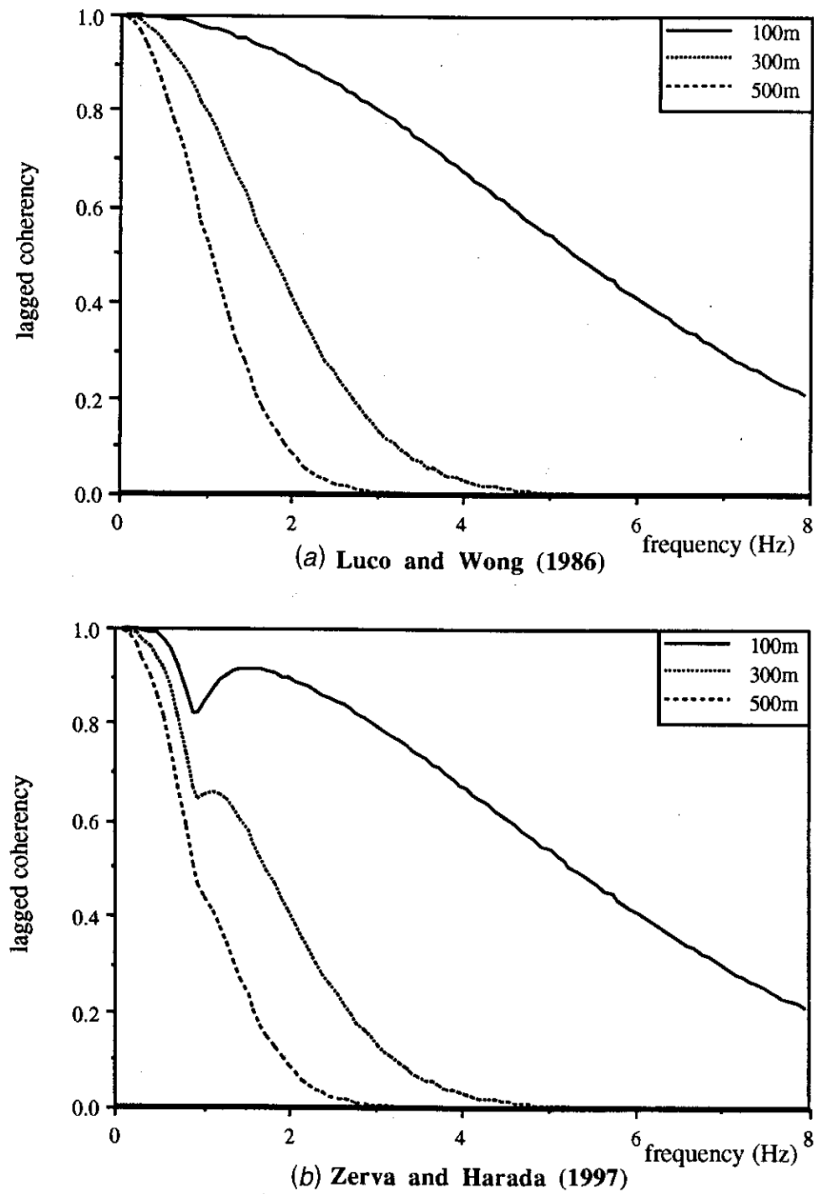 1.0
0.8
0.6
0.4
0.2
0.0
lagged coherency
100m
300m
500m
0 2 4 6 8
frequency (Hz)
(a) Luco and Wong (1986)
1.0
0.8
0.6
0.4
0.2
0.0
lagged coherency
100m
300m
500m
0 2 4 6 8
frequency (Hz)
(b) Zerva and Harada (1997)